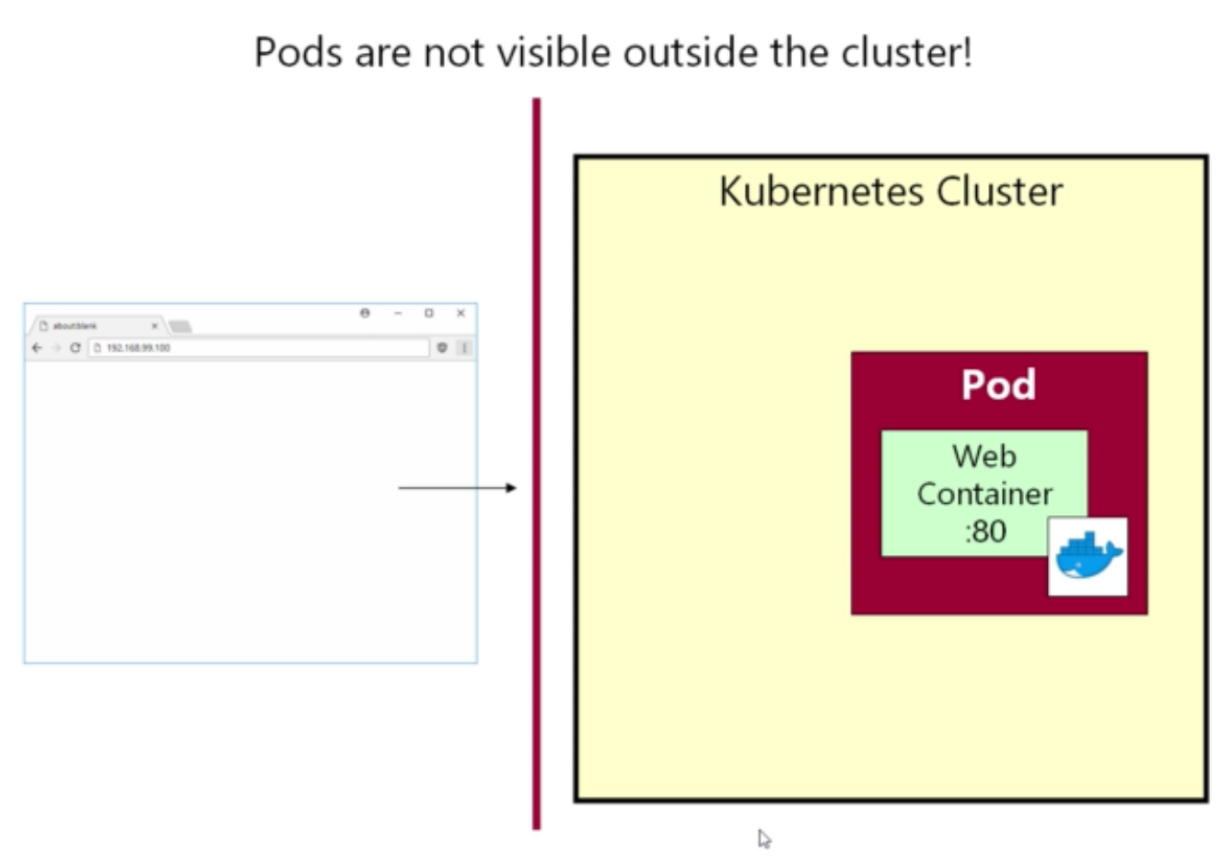 Pods are not visible outside the cluster!
Kubernetes Cluster
about:blank
192.168.99.100
Pod
Web
Container
:80